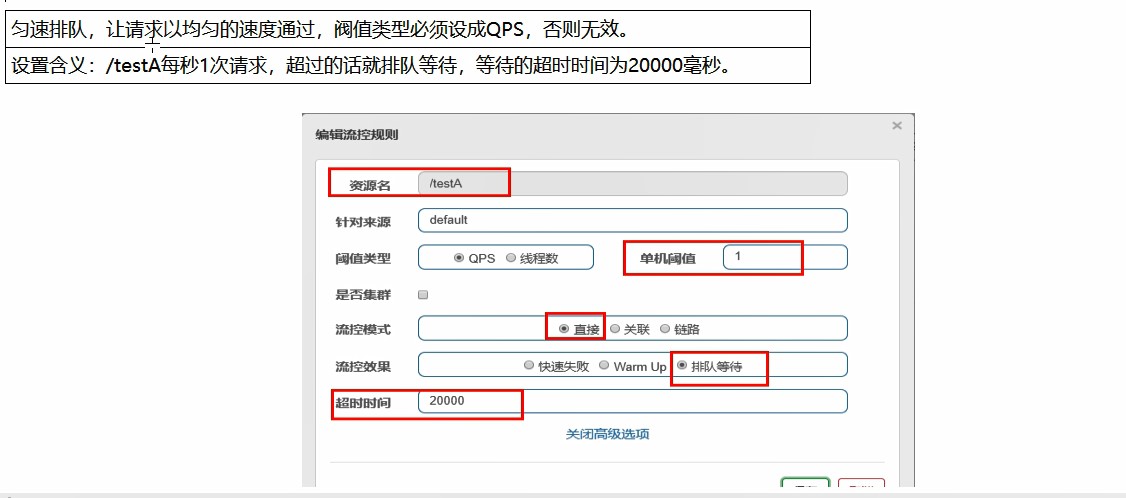 匀速排队，让请求以均匀的速度通过，阀值类型必须设成QPS，否则无效。
设置含义：/testA每秒1次请求，超过的话就排队等待，等待的超时时间为20000毫秒。
编辑流控规则 ×
资源名 /testA
针对来源 default
阈值类型 QPS 线程数 单机阈值 1
是否集群
流控模式 直接 关联 链路
流控效果 快速失败 Warm Up 排队等待
超时时间 20000
关闭高级选项